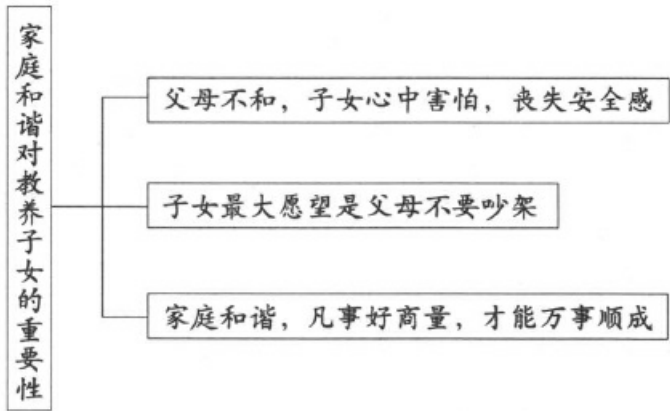 家庭和谐对教养子女的重要性
父母不和，子女心中害怕，丧失安全感
子女最大愿望是父母不要吵架
家庭和谐，凡事好商量，才能万事顺成